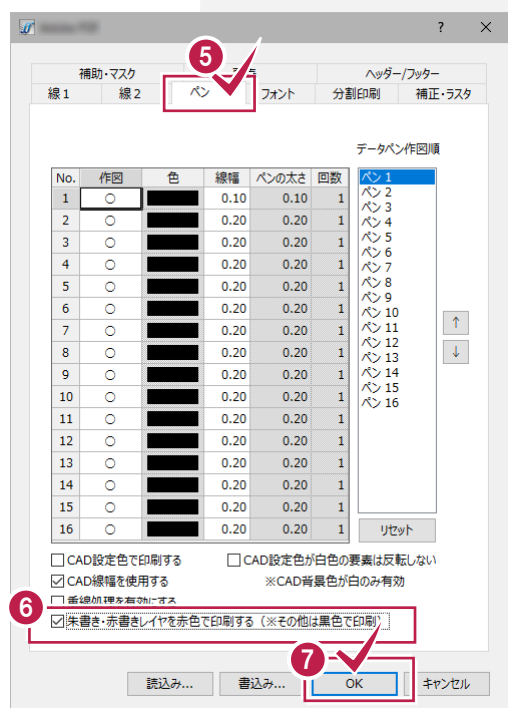 ?
5
補助・マスク
ヘッダー/フッター
線1 線2 ペン フォント 分割印刷 補正・ラスタ
データペン作図順
No. 作図 色 線幅 ペンの太さ 回数
1 ○ 0.10 0.10 1
2 ○ 0.20 0.20 1
3 ○ 0.20 0.20 1
4 ○ 0.20 0.20 1
5 ○ 0.20 0.20 1
6 ○ 0.20 0.20 1
7 ○ 0.20 0.20 1
8 ○ 0.20 0.20 1
9 ○ 0.20 0.20 1
10 ○ 0.20 0.20 1
11 ○ 0.20 0.20 1
12 ○ 0.20 0.20 1
13 ○ 0.20 0.20 1
14 ○ 0.20 0.20 1
15 ○ 0.20 0.20 1
16 ○ 0.20 0.20 1
ペン 1
ペン 2
ペン 3
ペン 4
ペン 5
ペン 6
ペン 7
ペン 8
ペン 9
ペン 10
ペン 11
ペン 12
ペン 13
ペン 14
ペン 15
ペン 16
↑
↓
リセット
CAD設定色で印刷する
CAD設定色が白色の要素は反転しない
CAD線幅を使用する
※CAD背景色が白のみ有効
重線処理を有効にする
6
朱書き・赤書きレイヤを赤色で印刷する(※その他は黒色で印刷)
7
読込み... 書込み... OK キャンセル